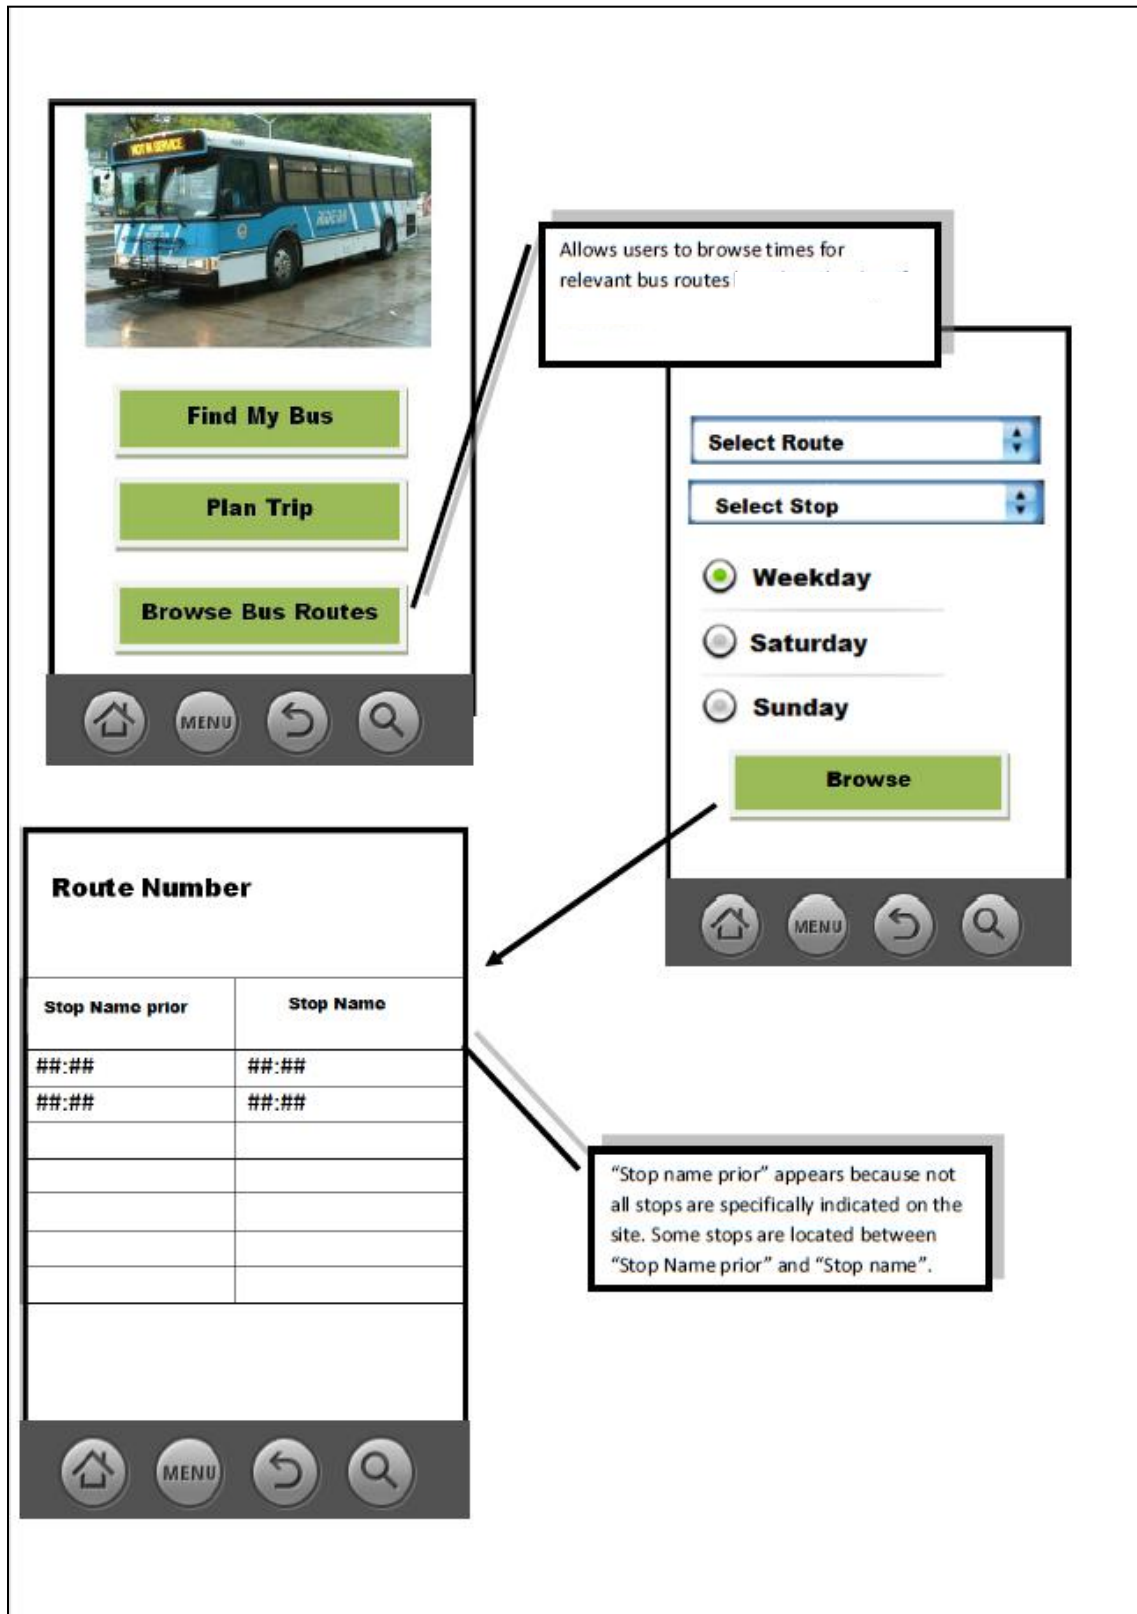 NOT IN SERVICE
RIDE ON
Find My Bus
Plan Trip
Browse Bus Routes
MENU
Allows users to browse times for
relevant bus routes
Select Route
Select Stop
Weekday
Saturday
Sunday
Browse
MENU
Route Number
Stop Name prior Stop Name
##:## ##:##
##:## ##:##
MENU
“Stop name prior” appears because not
all stops are specifically indicated on the
site. Some stops are located between
“Stop Name prior” and “Stop name”.